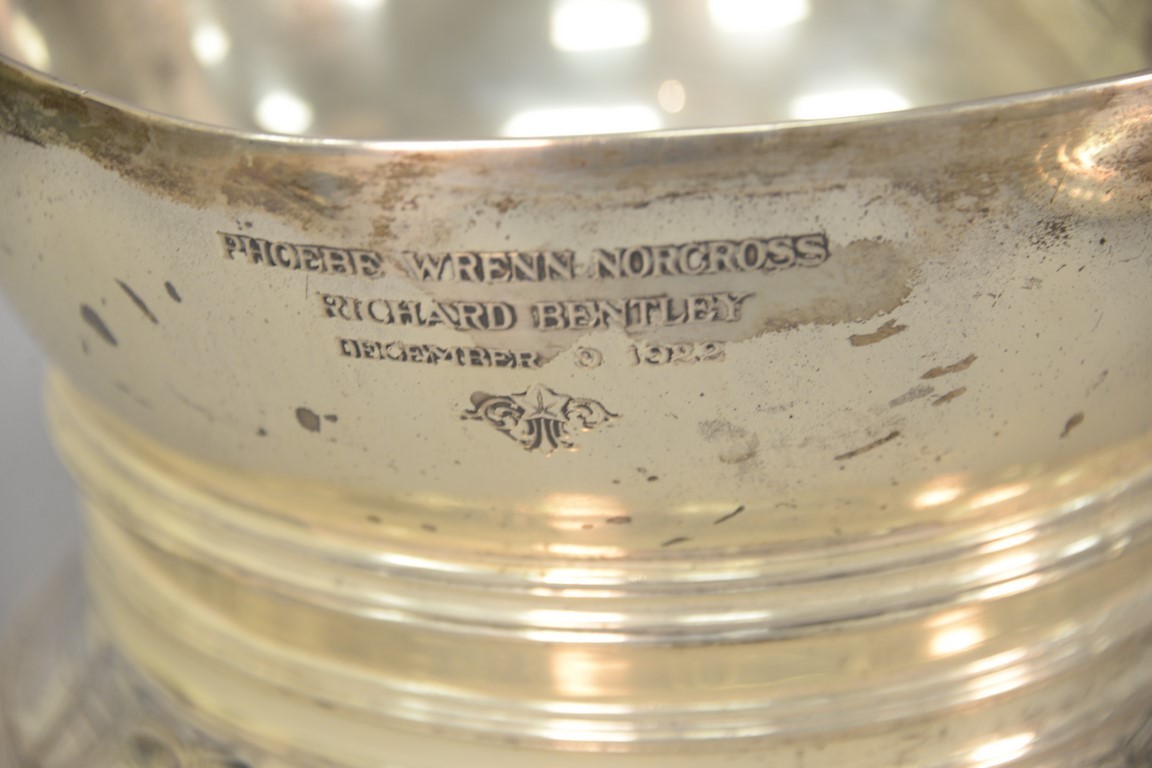 PHOEBE WRENN NORCROSS
RICHARD BENTLEY
DECEMBER 9 1922